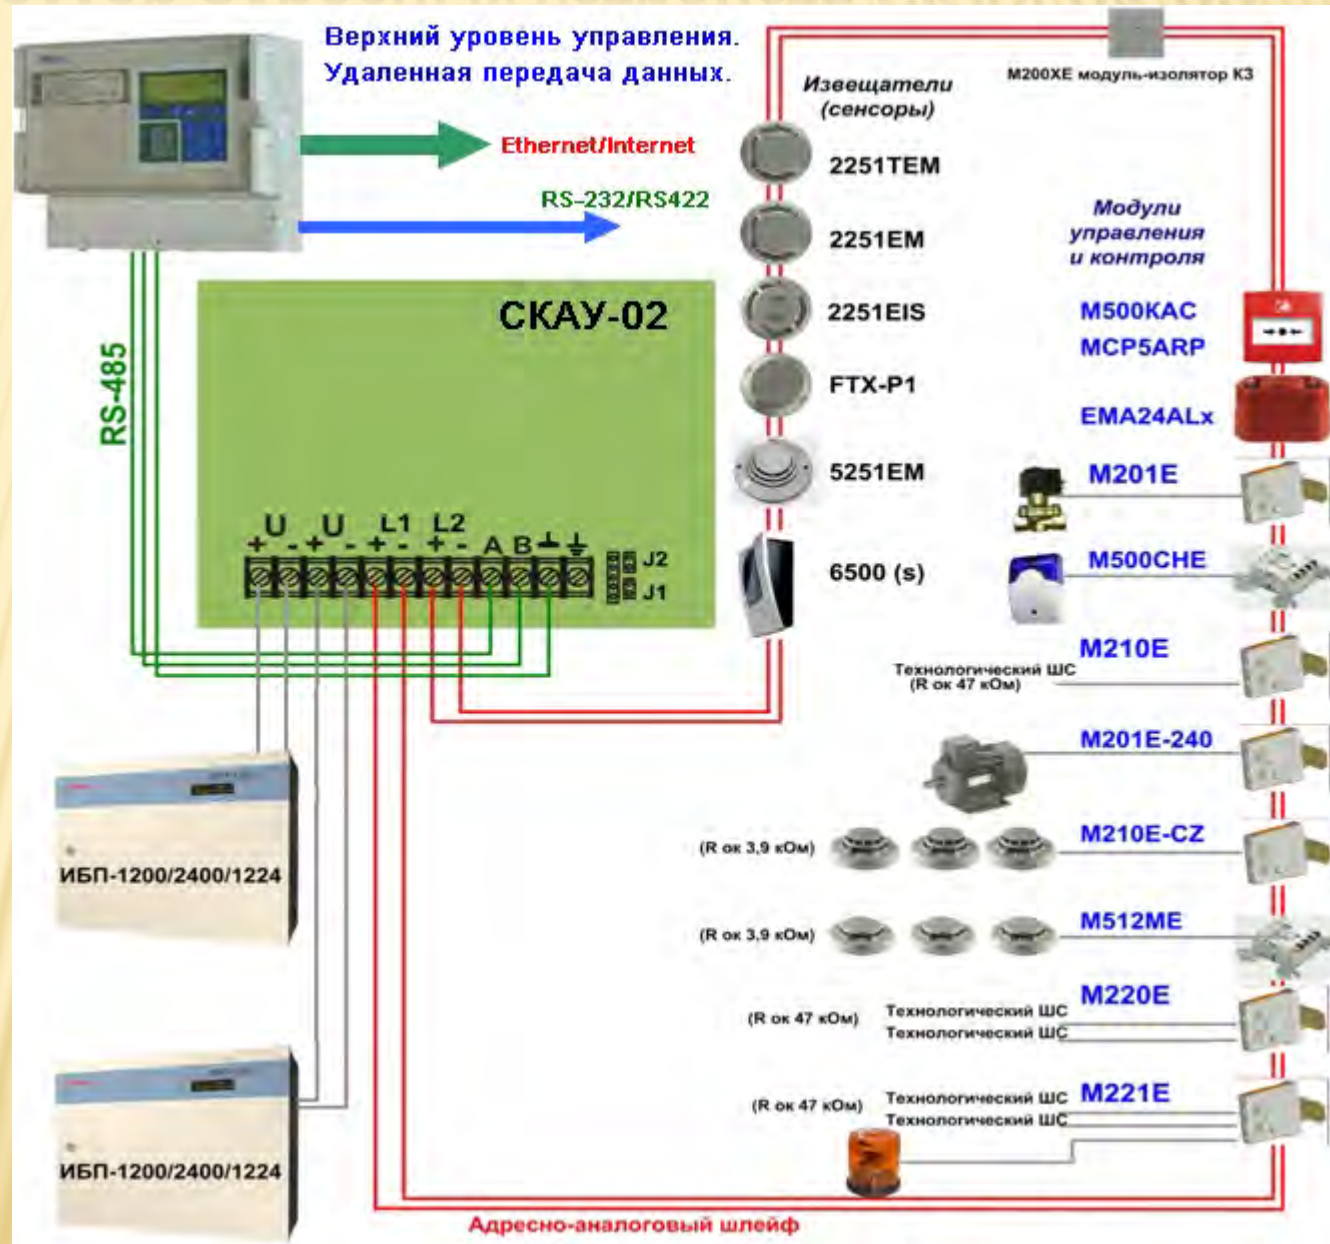 Верхний уровень управления.
Удаленная передача данных.
M200XE модуль-изолятор КЗ
Извещатели
(сенсоры)
Ethernet/Internet
2251TEM
RS-232/RS422
2251EM
Модули
управления
и контроля
СКАУ-02
2251EIS
M500KAC
MCP5ARP
RS-485
FTX-P1
EMA24ALx
5251EM
M201E
U U L1 L2
+ - + - + - + - A B
J2
J1
6500 (s)
M500CHE
M210E
Технологический ШС
(R ок 47 кОм)
M201E-240
(R ок 3,9 кОм)
M210E-CZ
ИБП-1200/2400/1224
(R ок 3,9 кОм)
M512ME
M220E
(R ок 47 кОм)
Технологический ШС
Технологический ШС
M221E
(R ок 47 кОм)
Технологический ШС
Технологический ШС
ИБП-1200/2400/1224
Адресно-аналоговый шлейф